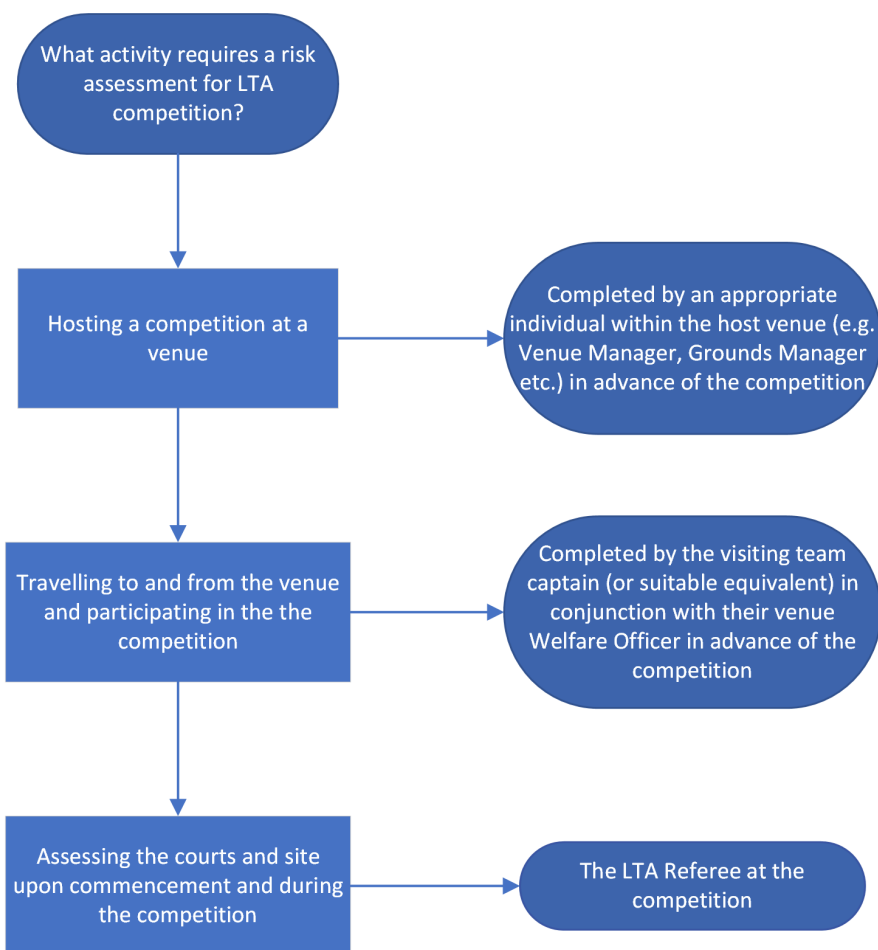 What activity requires a risk
assessment for LTA
competition?
Hosting a competition at a
venue
Completed by an appropriate
individual within the host venue (e.g.
Venue Manager, Grounds Manager
etc.) in advance of the competition
Travelling to and from the venue
and participating in the the
competition
Completed by the visiting team
captain (or suitable equivalent) in
conjunction with their venue
Welfare Officer in advance of the
competition
Assessing the courts and site
upon commencement and during
the competition
The LTA Referee at the
competition